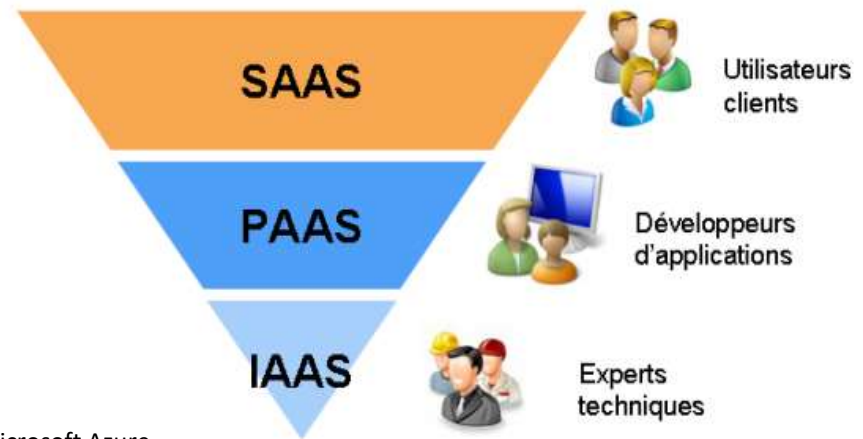 SAAS
Utilisateurs
clients
PAAS
Développeurs
d'applications
IAAS
Experts
techniques